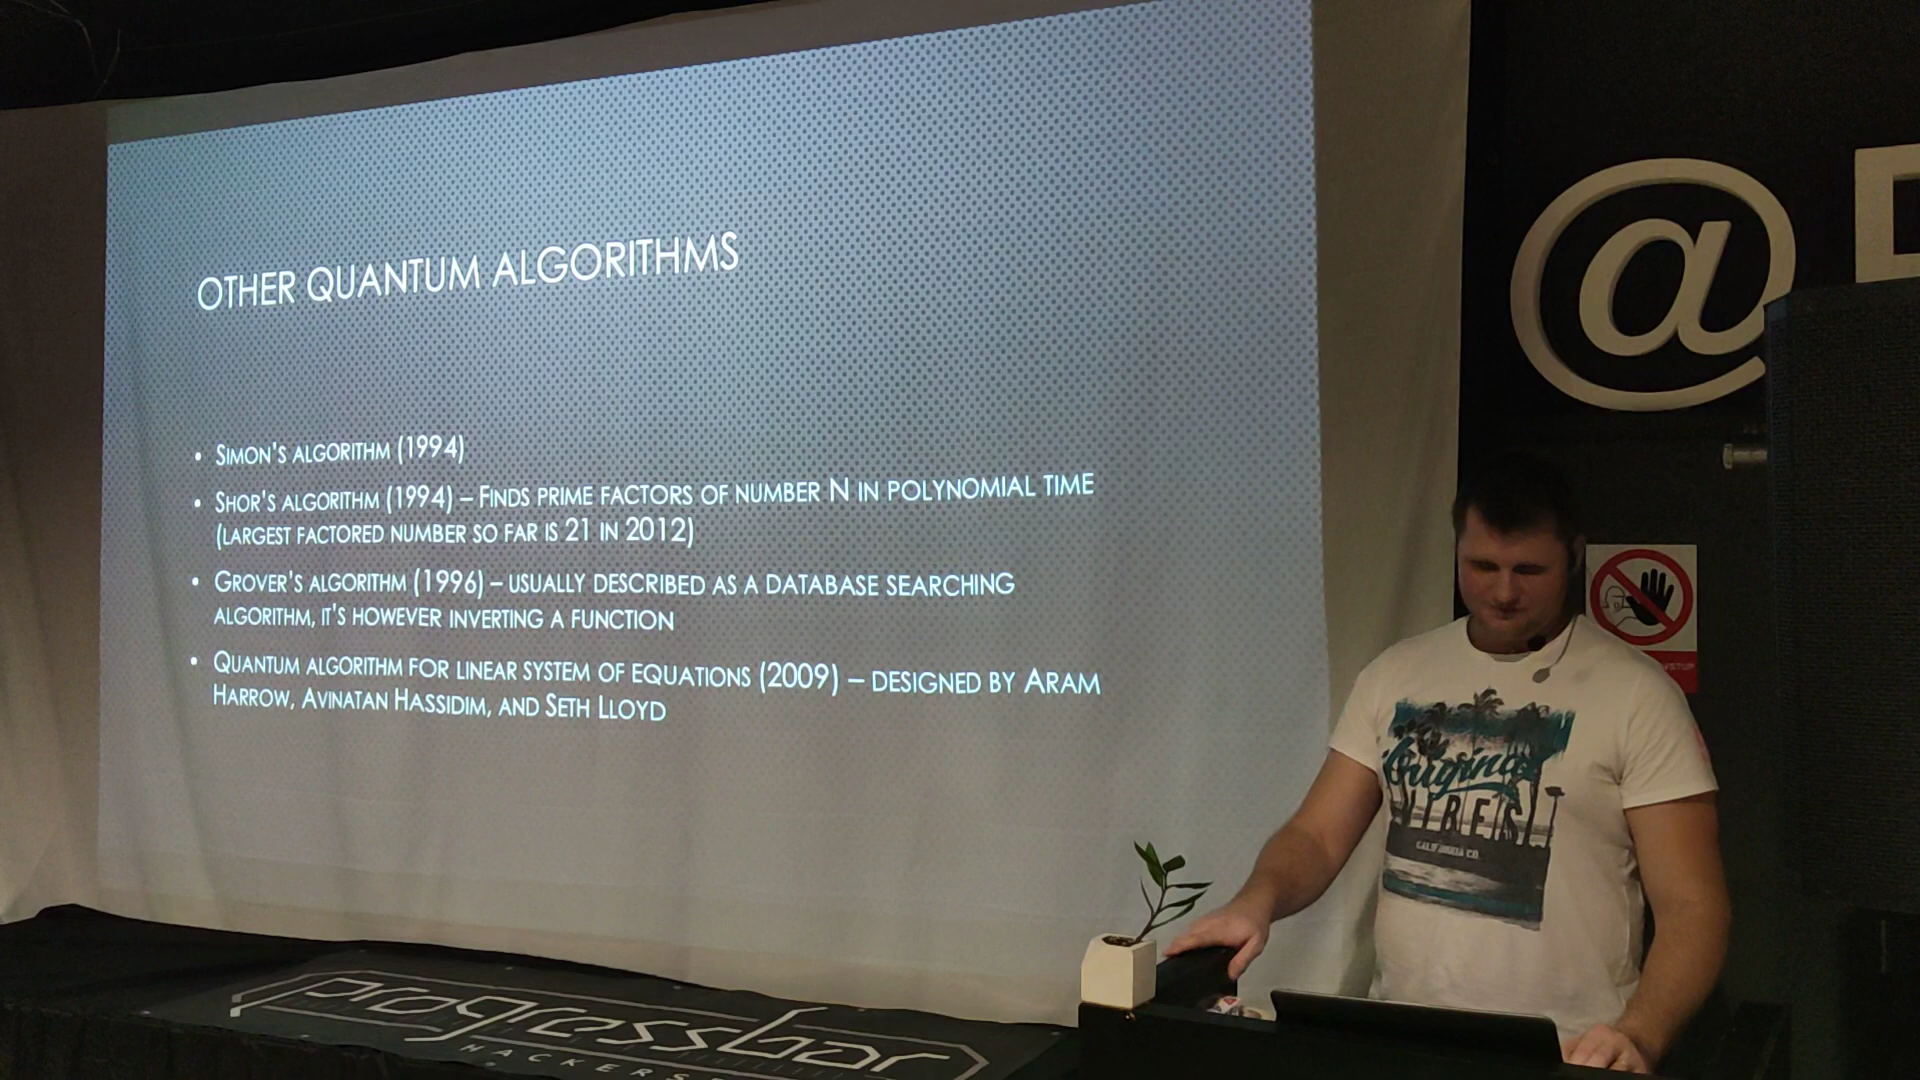 OTHER QUANTUM ALGORITHMS
• SIMON'S ALGORITHM (1994)
• SHOR'S ALGORITHM (1994) – FINDS PRIME FACTORS OF NUMBER N IN POLYNOMIAL TIME
(LARGEST FACTORED NUMBER SO FAR IS 21 IN 2012)
• GROVER'S ALGORITHM (1996) – USUALLY DESCRIBED AS A DATABASE SEARCHING
ALGORITHM, IT'S HOWEVER INVERTING A FUNCTION
• QUANTUM ALGORITHM FOR LINEAR SYSTEM OF EQUATIONS (2009) – DESIGNED BY ARAM
HARROW, AVINATAN HASSIDIM, AND SETH LLOYD
@
Original
VIBES
CALIFORNIA CO.
progressbar
HACKERS